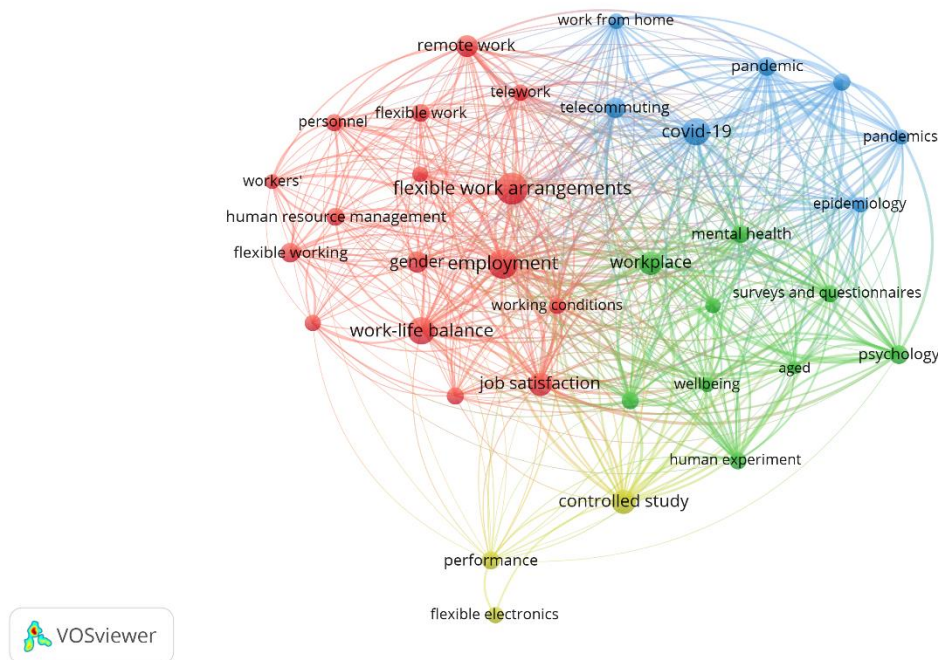 work from home
remote work
pandemic
telework
telecommuting
flexible work
personnel
covid-19
pandemics
workers'
flexible work arrangements
epidemiology
human resource management
mental health
flexible working
gender
employment
workplace
surveys and questionnaires
working conditions
work-life balance
psychology
aged
job satisfaction
wellbeing
human experiment
controlled study
performance
flexible electronics
VOSviewer